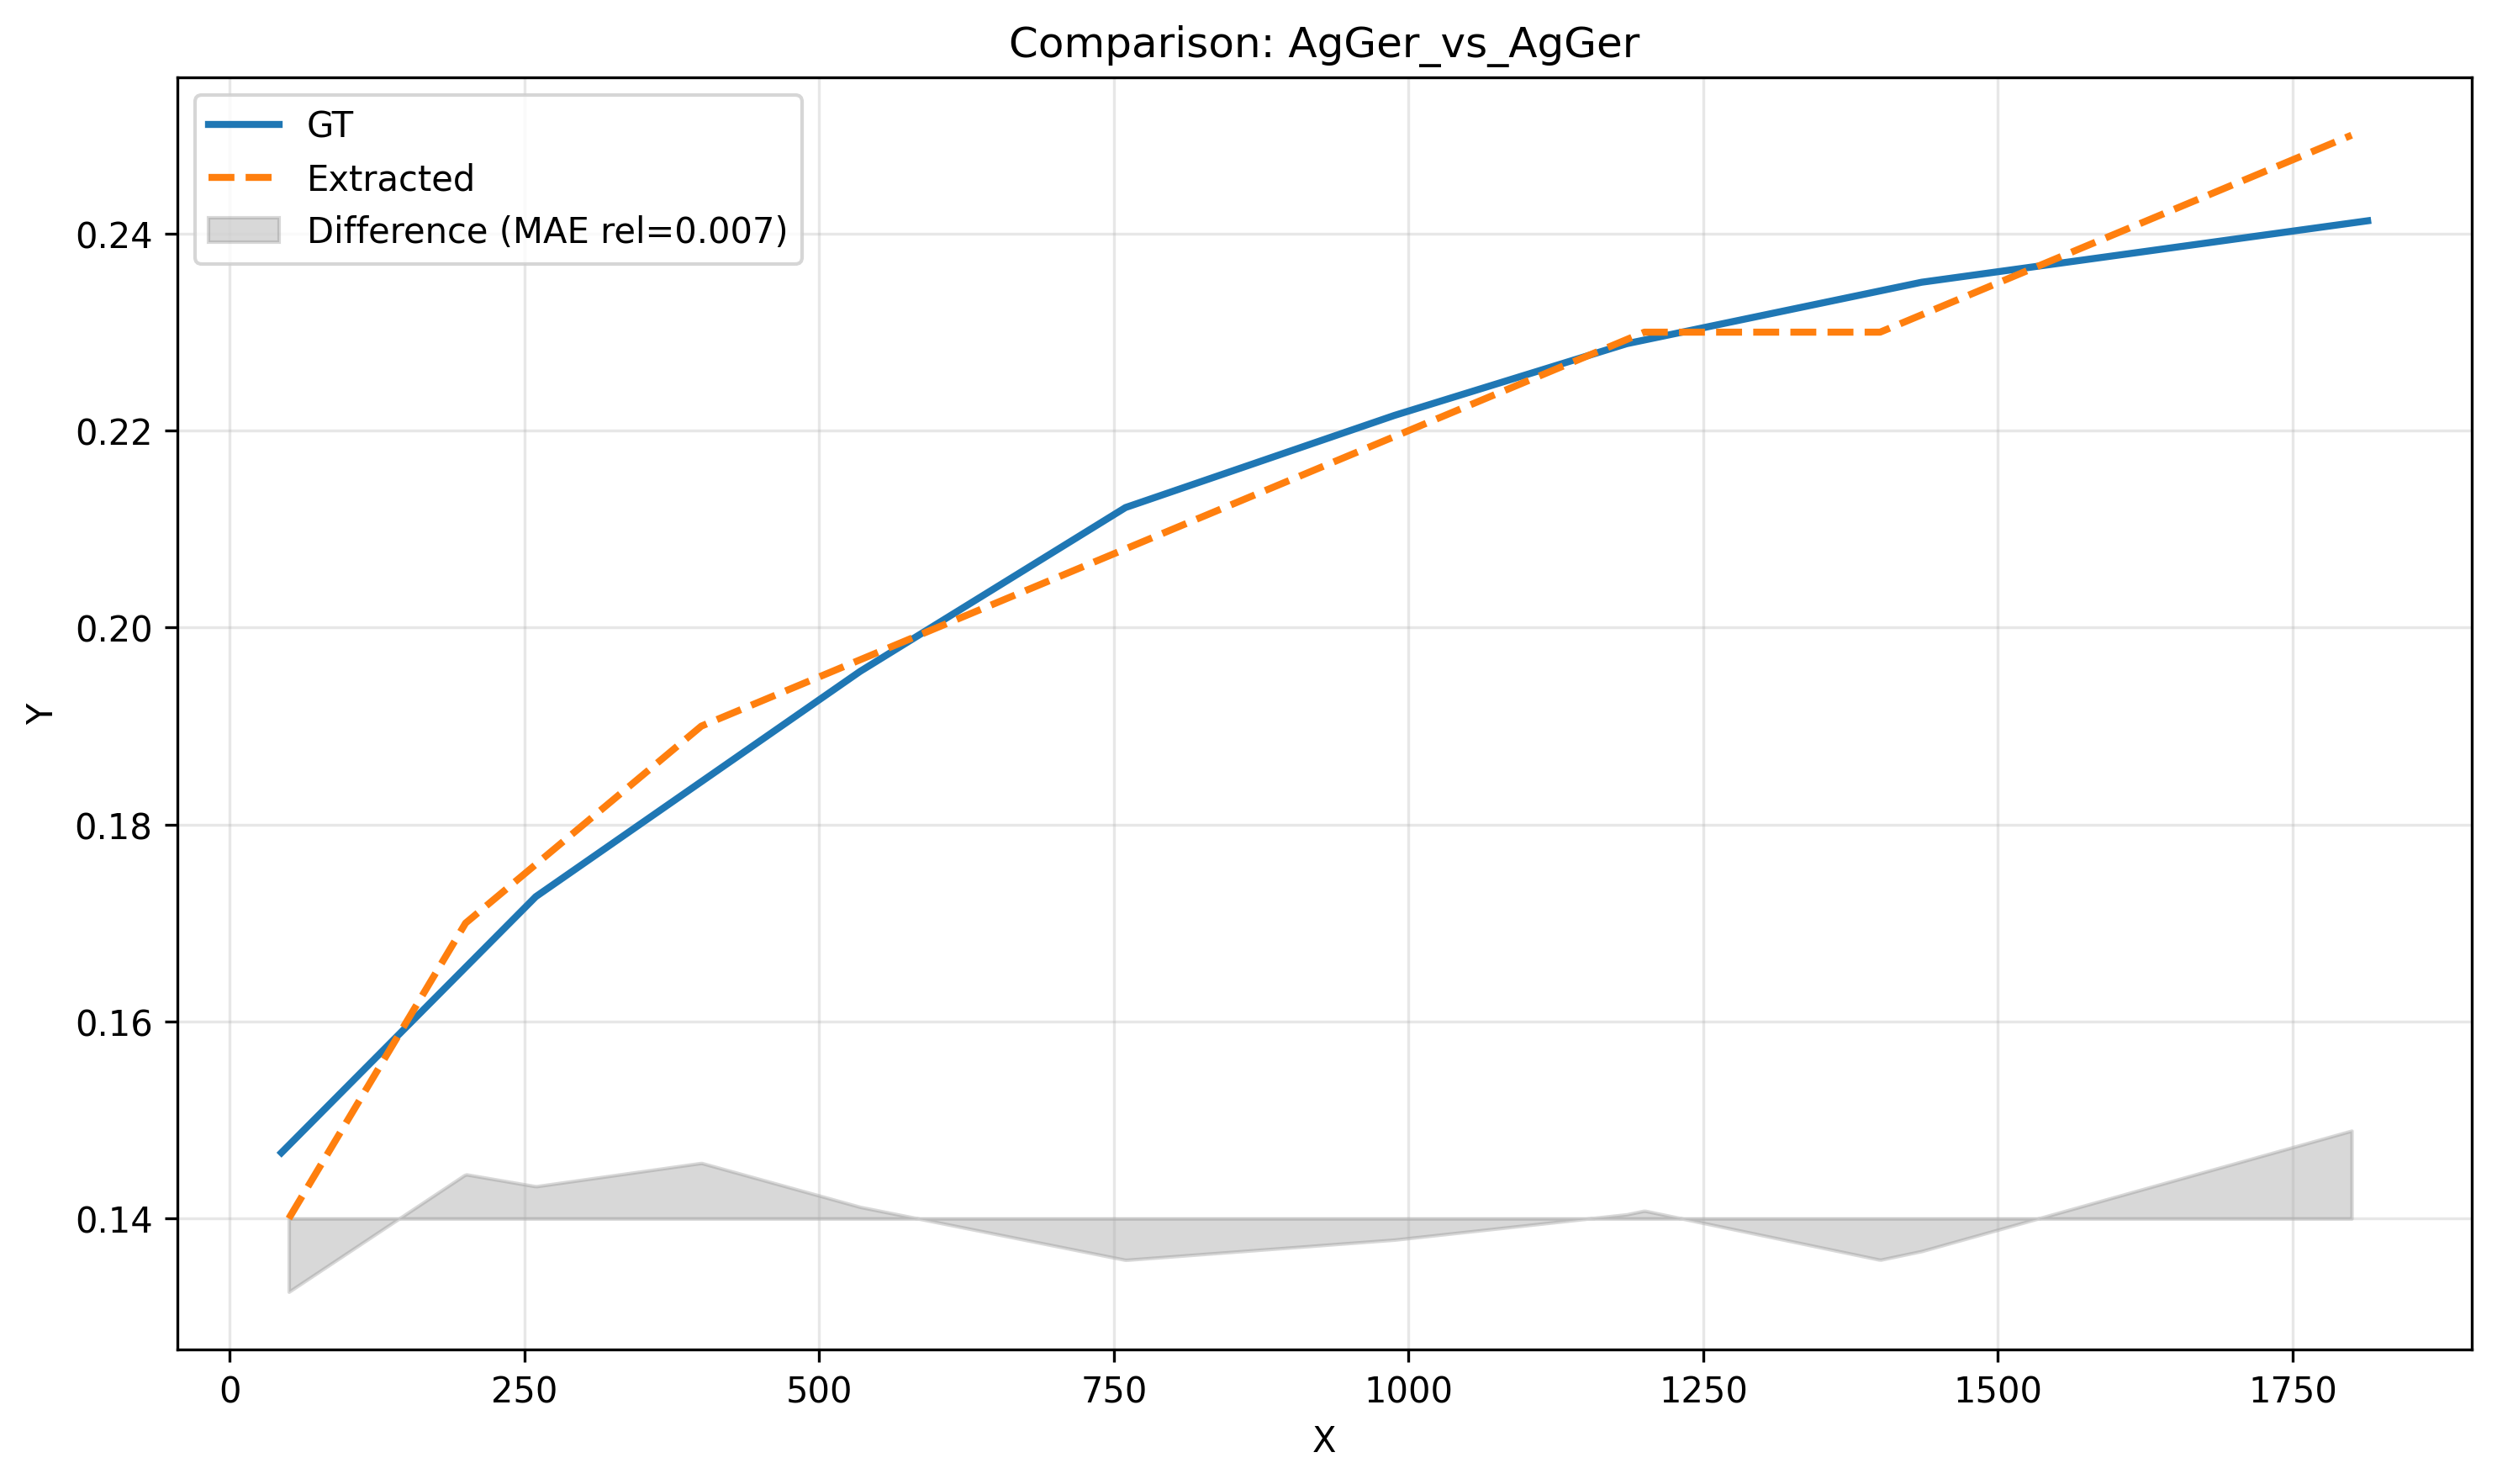 Comparison: AgGer_vs_AgGer
GT
Extracted
Difference (MAE rel=0.007)
0.24
0.22
0.20
0.18
0.16
0.14
Y
0 250 500 750 1000 1250 1500 1750
X